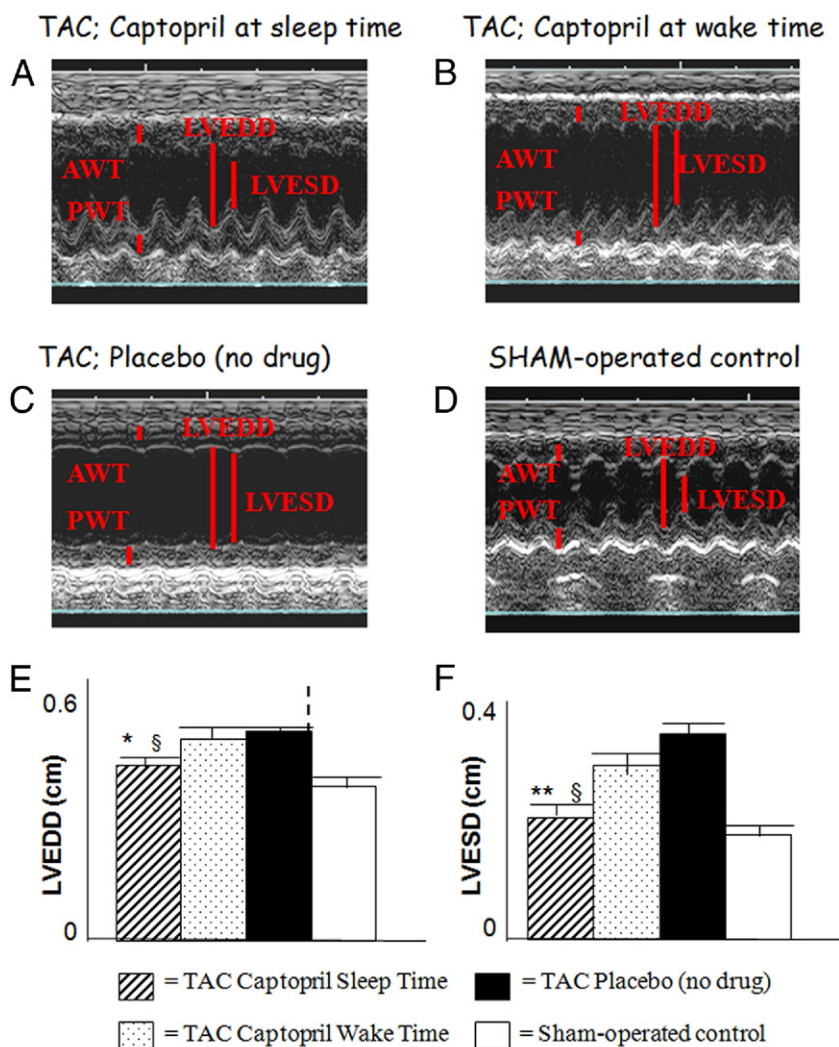 TAC; Captopril at sleep time
TAC; Captopril at wake time
A
B
LVEDD
AWT
LVESD
PWT
LVEDD
AWT
LVESD
PWT
TAC; Placebo (no drug)
SHAM-operated control
C
D
LVEDD
AWT
LVESD
PWT
LVEDD
AWT
LVESD
PWT
E
F
0.6
* §
LVEDD (cm)
0
0.4
** §
LVESD (cm)
0
= TAC Captopril Sleep Time
= TAC Placebo (no drug)
= TAC Captopril Wake Time
= Sham-operated control